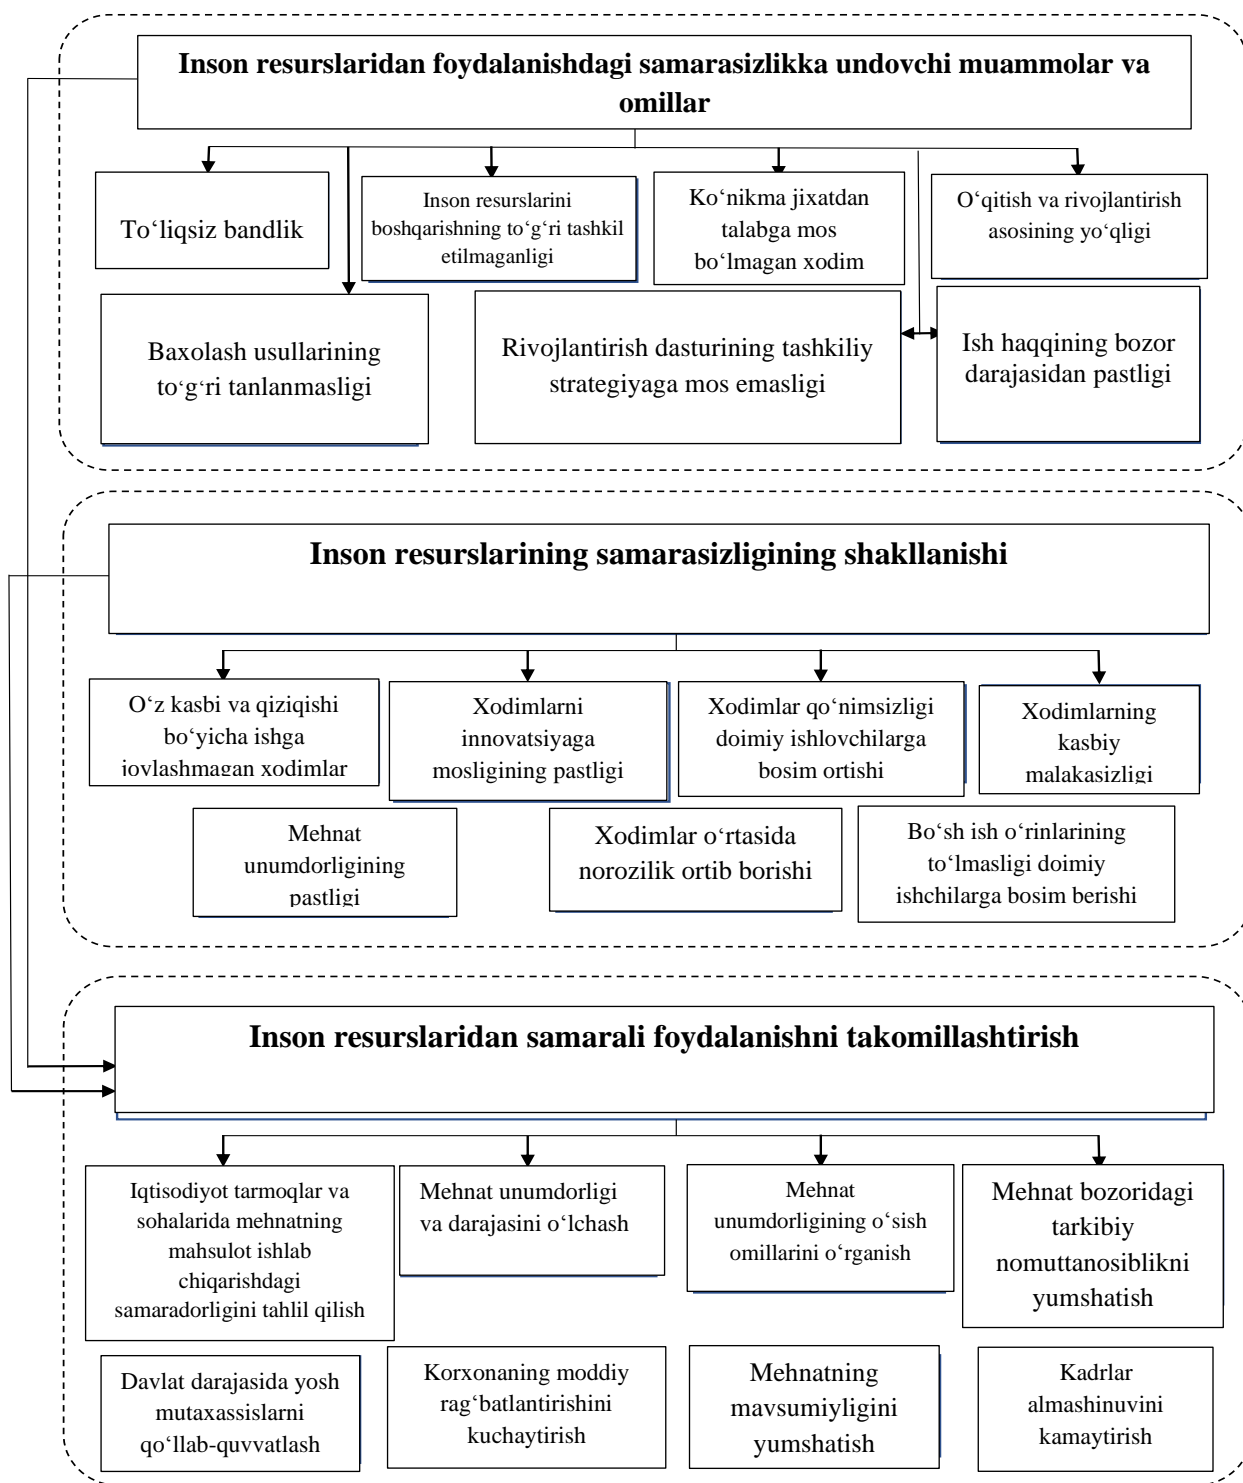 Inson resurslaridan foydalanishdagi samarasizlikka undovchi muammolar va
omillar
To‘liqsiz bandlik
Inson resurslarini
boshqarishning to‘g‘ri tashkil
etilmaganligi
Ko‘nikma jixatdan
talabga mos
bo‘lmagan xodim
O‘qitish va rivojlantirish
asosining yo‘qligi
Baxolash usullarining
to‘g‘ri tanlanmasligi
Rivojlantirish dasturining tashkiliy
strategiyaga mos emasligi
Ish haqqining bozor
darajasidan pastligi
Inson resurslarining samarasizligining shakllanishi
O‘z kasbi va qiziqishi
bo‘yicha ishga
jovlashmagan xodimlar
Xodimlarni
innovatsiyaga
mosligining pastligi
Xodimlar qo‘nimsizligi
doimiy ishlovchilarga
bosim ortishi
Xodimlarning
kasbiy
malakasizligi
Mehnat
unumdorligining
pastligi
Xodimlar o‘rtasida
norozilik ortib borishi
Bo‘sh ish o‘rinlarining
to‘lmasligi doimiy
ishchilarga bosim berishi
Inson resurslaridan samarali foydalanishni takomillashtirish
Iqtisodiyot tarmoqlar va
sohalarida mehnatning
mahsulot ishlab
chiqarishdagi
samaradorligini tahlil qilish
Mehnat unumdorligi
va darajasini o‘lchash
Mehnat
unumdorligining o‘sish
omillarini o‘rganish
Mehnat bozoridagi
tarkibiy
nomuttanosiblikni
yumshatish
Davlat darajasida yosh
mutaxassislarni
qo‘llab-quvvatlash
Korxonaning moddiy
rag‘batlantirishini
kuchaytirish
Mehnatning
mavsumiyligini
yumshatish
Kadrlar
almashinuvini
kamaytirish